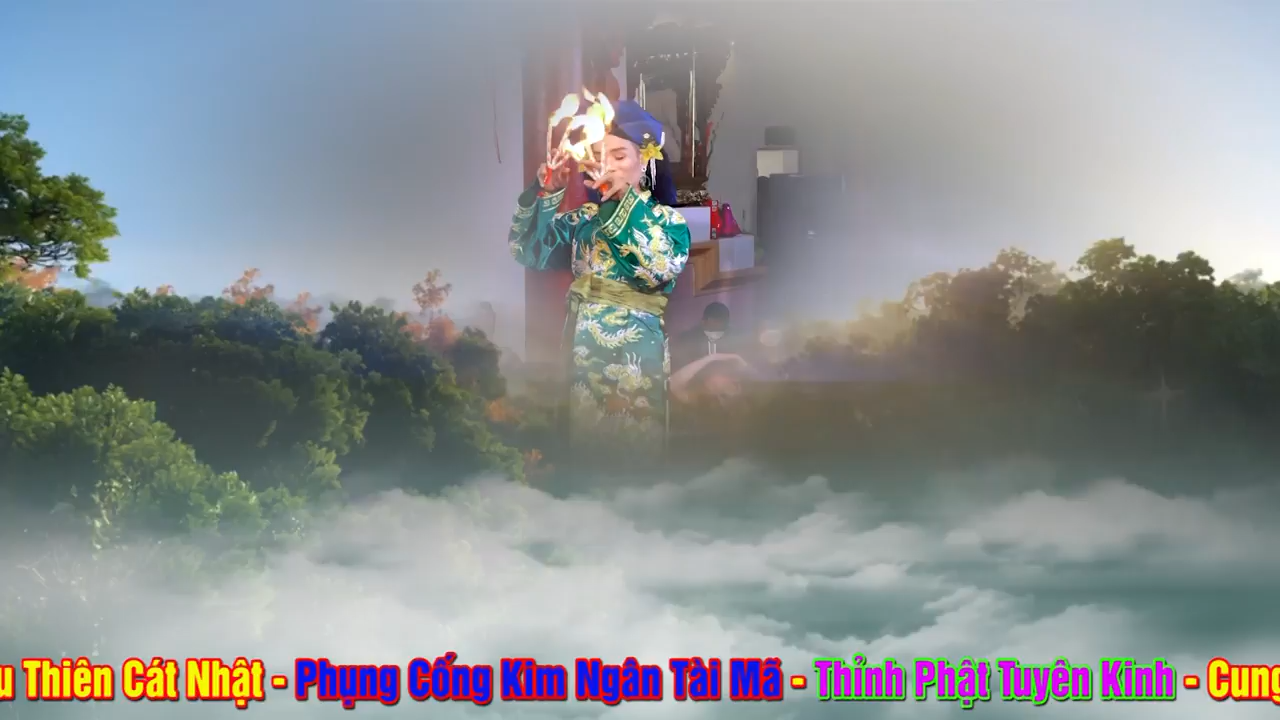 u Thiên Cát Nhật - Phụng Cống Kim Ngân Tài Mã - Thỉnh Phật Tuyên Kinh - Cung